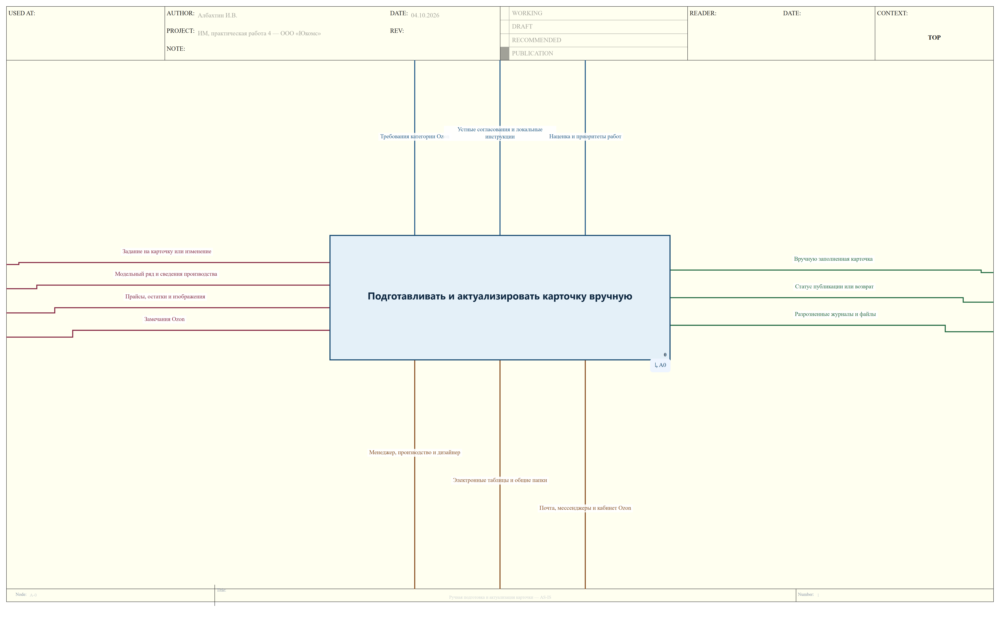 USED AT:
AUTHOR: Албахтин И.В.
DATE: 04.10.2026
PROJECT: ИМ, практическая работа 4 — ООО «Юкомс»
REV:
NOTE:
WORKING
DRAFT
RECOMMENDED
PUBLICATION
READER:
DATE:
CONTEXT:
TOP
Требования категории Ozon
Устные согласования и локальные
инструкции
Наценка и приоритеты работ
Задание на карточку или изменение
Модельный ряд и сведения производства
Прайсы, остатки и изображения
Замечания Ozon
Подготавливать и актуализировать карточку вручную
0
↳ A0
Вручную заполненная карточка
Статус публикации или возврат
Разрозненные журналы и файлы
Менеджер, производство и дизайнер
Электронные таблицы и общие папки
Почта, мессенджеры и кабинет Ozon
Node: A-0
Title:
Ручная подготовка и актуализация карточки — AS-IS
Number: 1